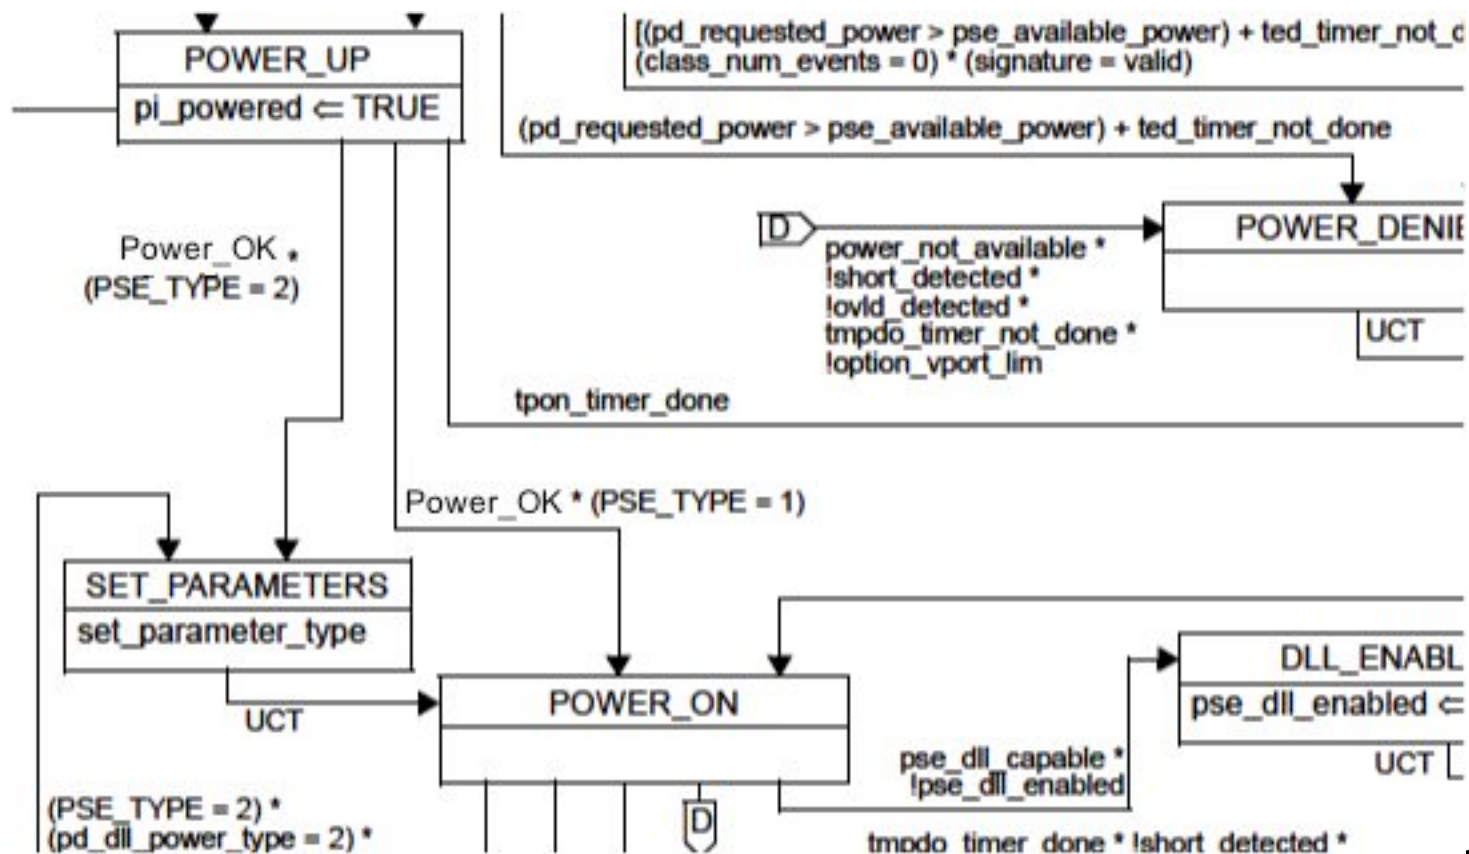 POWER_UP
pi_powered ⇐ TRUE
[(pd_requested_power > pse_available_power) + ted_timer_not_d
(class_num_events = 0) * (signature = valid)
(pd_requested_power > pse_available_power) + ted_timer_not_done
Power_OK *
(PSE_TYPE = 2)
D
power_not_available *
!short_detected *
!ovld_detected *
tmpdo_timer_not_done *
!option_vport_lim
POWER_DENIE
UCT
tpon_timer_done
Power_OK * (PSE_TYPE = 1)
SET_PARAMETERS
set_parameter_type
UCT
POWER_ON
DLL_ENABL
pse_dll_enabled ⇐
UCT
pse_dll_capable *
!pse_dll_enabled
(PSE_TYPE = 2) *
(pd_dll_power_type = 2) *
D
tmpdo_timer_done * !short_detected *